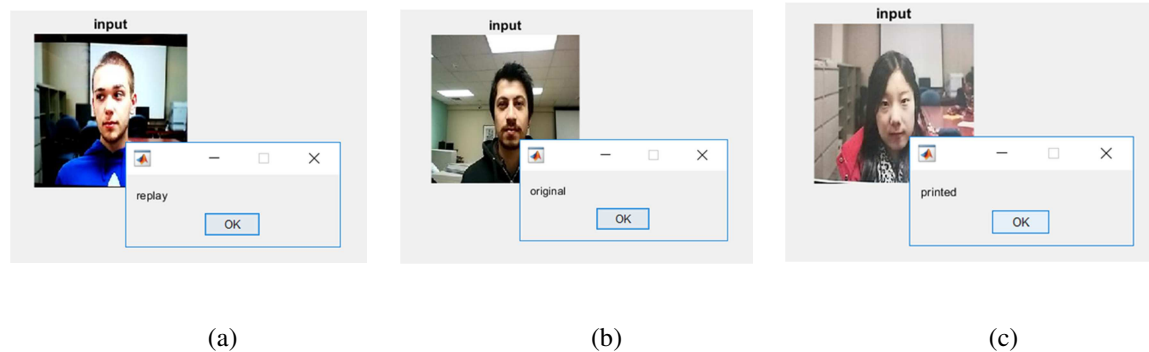 input
replay
OK
input
original
OK
input
printed
OK
(a)
(b)
(c)